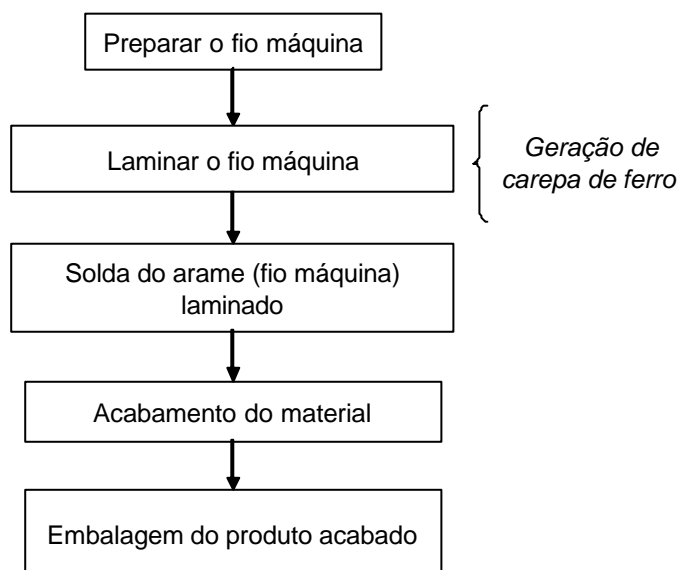 Preparar o fio máquina
Laminar o fio máquina
Geração de
carepa de ferro
Solda do arame (fio máquina)
laminado
Acabamento do material
Embalagem do produto acabado